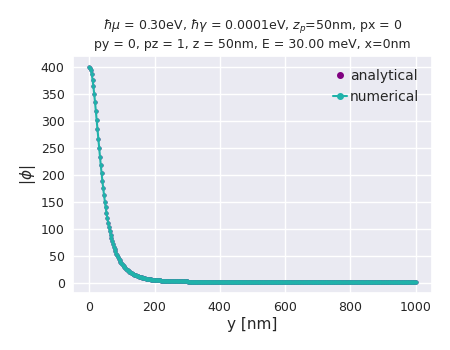 ℏμ = 0.30eV, ℏγ = 0.0001eV, zₚ=50nm, px = 0
py = 0, pz = 1, z = 50nm, E = 30.00 meV, x=0nm
400
350
300
250
200
150
100
50
0
|ϕ|
analytical
numerical
0 200 400 600 800 1000
y [nm]